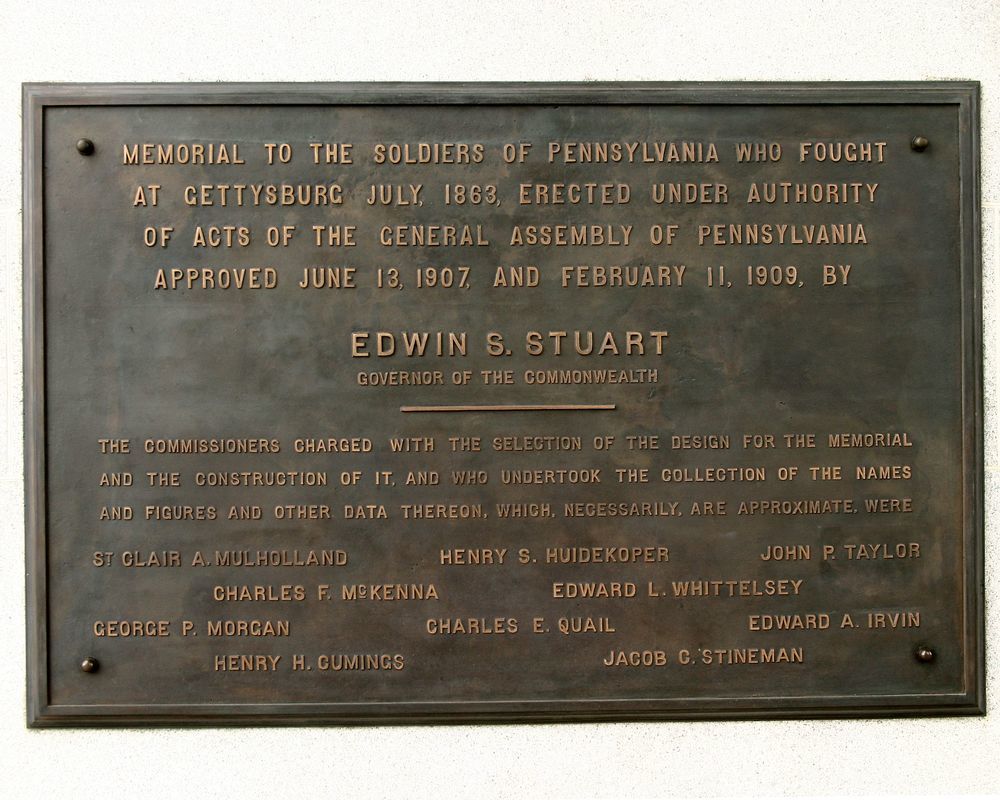 MEMORIAL TO THE SOLDIERS OF PENNSYLVANIA WHO FOUGHT
AT GETTYSBURG JULY, 1863, ERECTED UNDER AUTHORITY
OF ACTS OF THE GENERAL ASSEMBLY OF PENNSYLVANIA
APPROVED JUNE 13, 1907, AND FEBRUARY 11, 1909, BY
EDWIN S. STUART
GOVERNOR OF THE COMMONWEALTH
THE COMMISSIONERS CHARGED WITH THE SELECTION OF THE DESIGN FOR THE MEMORIAL
AND THE CONSTRUCTION OF IT, AND WHO UNDERTOOK THE COLLECTION OF THE NAMES
AND FIGURES AND OTHER DATA THEREON, WHICH, NECESSARILY, ARE APPROXIMATE, WERE
ST CLAIR A. MULHOLLAND HENRY S. HUIDEKOPER JOHN P. TAYLOR
CHARLES F. McKENNA EDWARD L. WHITTELSEY
GEORGE P. MORGAN CHARLES E. QUAIL EDWARD A. IRVIN
HENRY H. CUMINGS JACOB C. STINEMAN